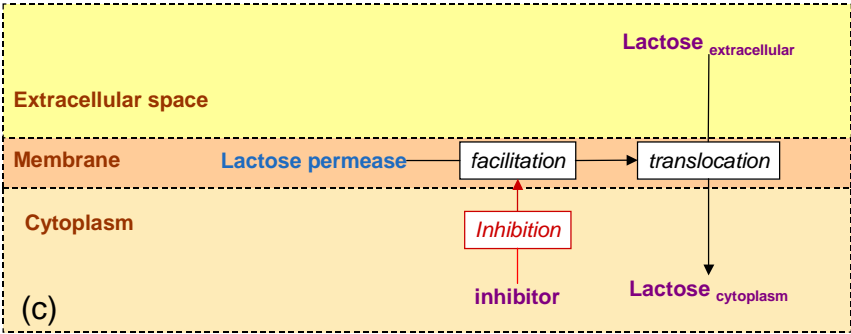 Lactose extracellular
Extracellular space
Membrane
Lactose permease
facilitation
translocation
Cytoplasm
Inhibition
inhibitor
Lactose cytoplasm
(c)